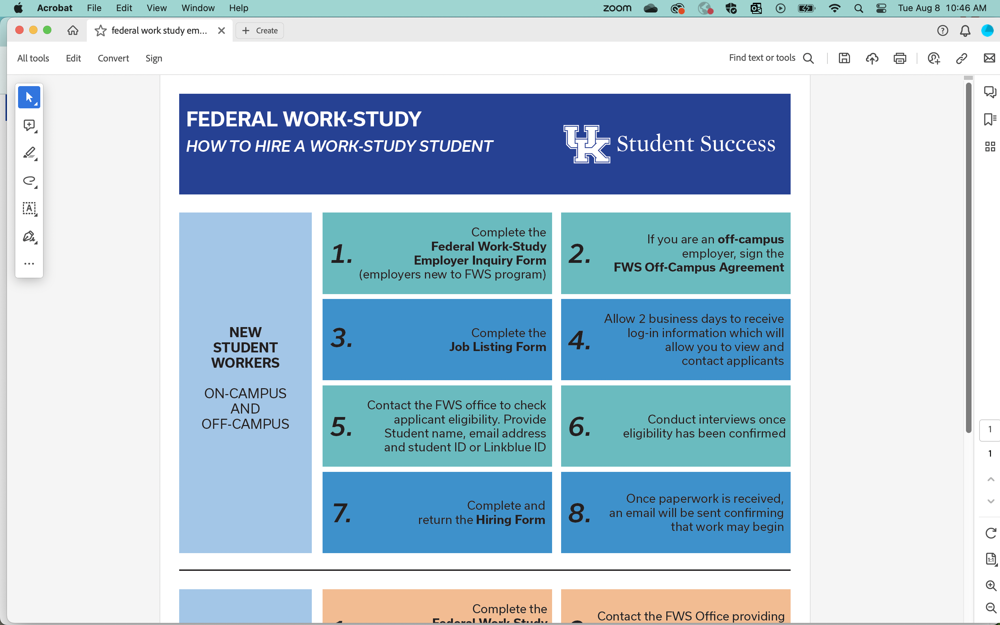 Acrobat File Edit View Window Help zoom Tue Aug 8 10:46 AM
federal work study em... Create
All tools Edit Convert Sign Find text or tools
FEDERAL WORK-STUDY
HOW TO HIRE A WORK-STUDY STUDENT
UK Student Success
NEW
STUDENT
WORKERS
ON-CAMPUS
AND
OFF-CAMPUS
1.
Complete the
Federal Work-Study
Employer Inquiry Form
(employers new to FWS program)
2.
If you are an off-campus
employer, sign the
FWS Off-Campus Agreement
3.
Complete the
Job Listing Form
4.
Allow 2 business days to receive
log-in information which will
allow you to view and
contact applicants
5.
Contact the FWS office to check
applicant eligibility. Provide
Student name, email address
and student ID or Linkblue ID
6.
Conduct interviews once
eligibility has been confirmed
7.
Complete and
return the Hiring Form
8.
Once paperwork is received,
an email will be sent confirming
that work may begin
Complete the
Federal Work-Study
Contact the FWS Office providing
1
1
1:1